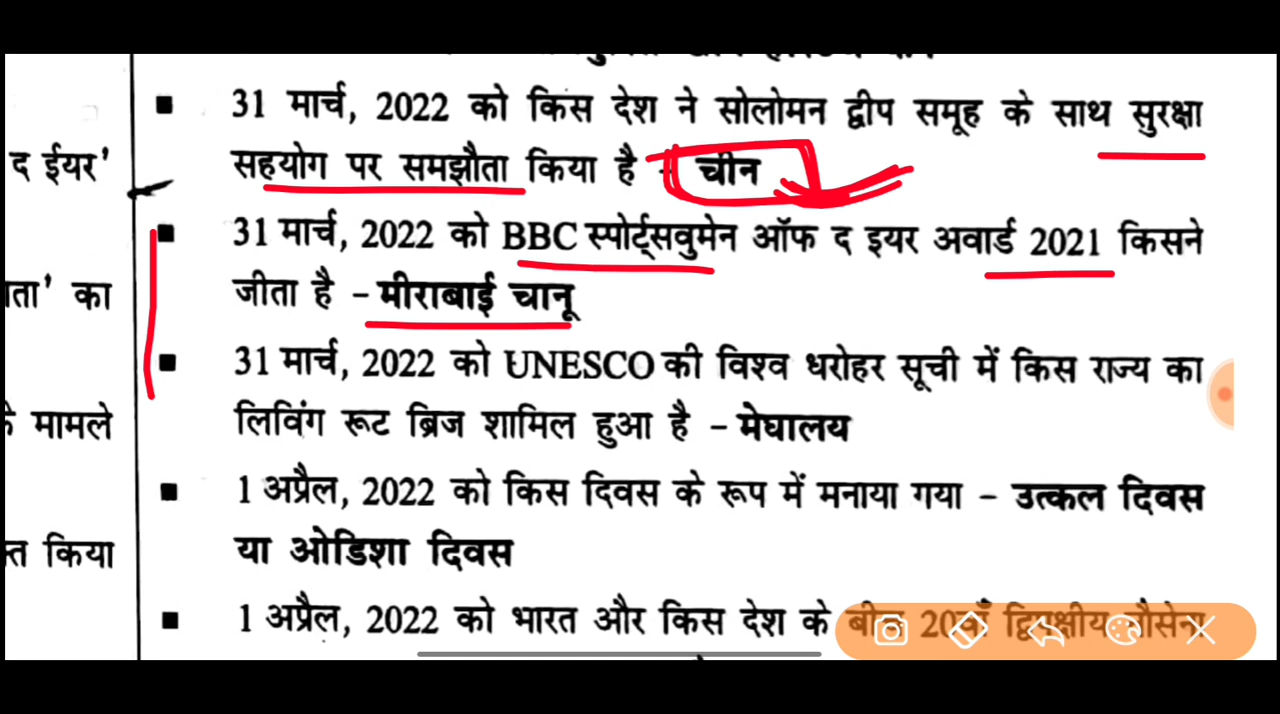 31 मार्च, 2022 को किस देश ने सोलोमन द्वीप समूह के साथ सुरक्षा
द ईयर' सहयोग पर समझौता किया है - चीन
31 मार्च, 2022 को BBC स्पोर्ट्सवुमेन ऑफ द इयर अवार्ड 2021 किसने
का जीता है - मीराबाई चानू
31 मार्च, 2022 को UNESCO की विश्व धरोहर सूची में किस राज्य का
मामले लिविंग रूट ब्रिज शामिल हुआ है - मेघालय
1 अप्रैल, 2022 को किस दिवस के रूप में मनाया गया - उत्कल दिवस
किया या ओडिशा दिवस
1 अप्रैल, 2022 को भारत और किस देश के बीच 20वाँ द्विपक्षीय नौसेना